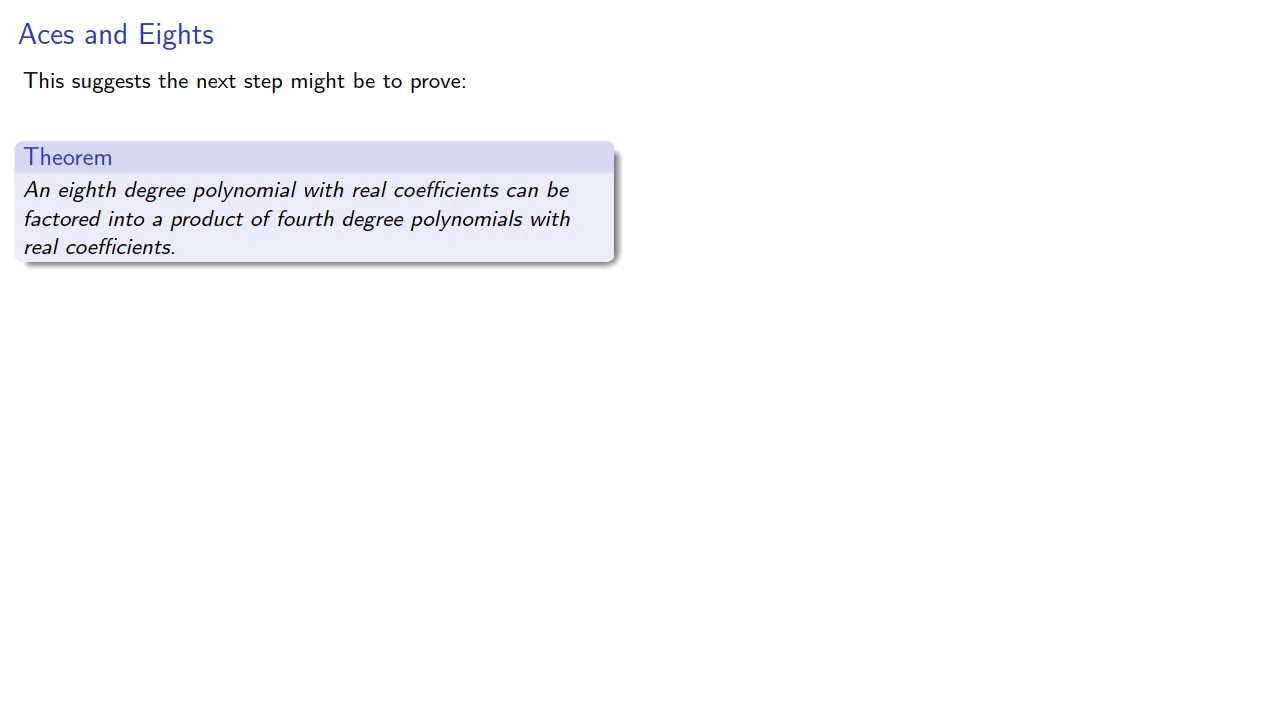 Aces and Eights
This suggests the next step might be to prove:
Theorem
An eighth degree polynomial with real coefficients can be
factored into a product of fourth degree polynomials with
real coefficients.